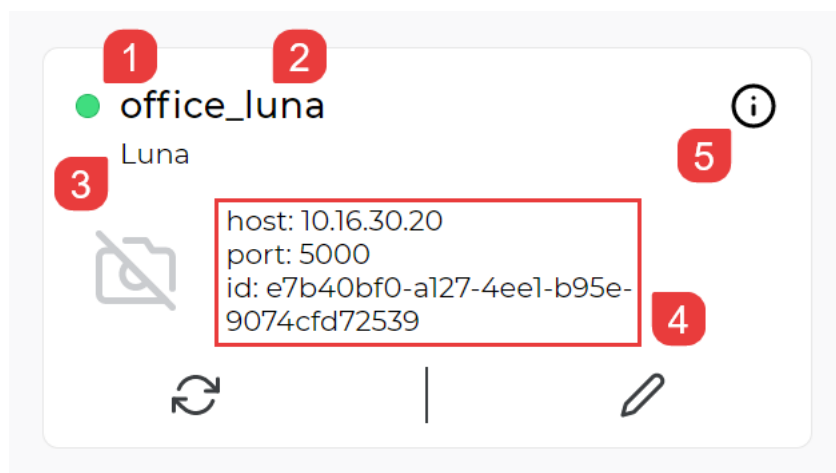 1
2
office_luna
Luna
5
3
host: 10.16.30.20
port: 5000
id: e7b40bf0-a127-4ee1-b95e-
9074cfd72539
4